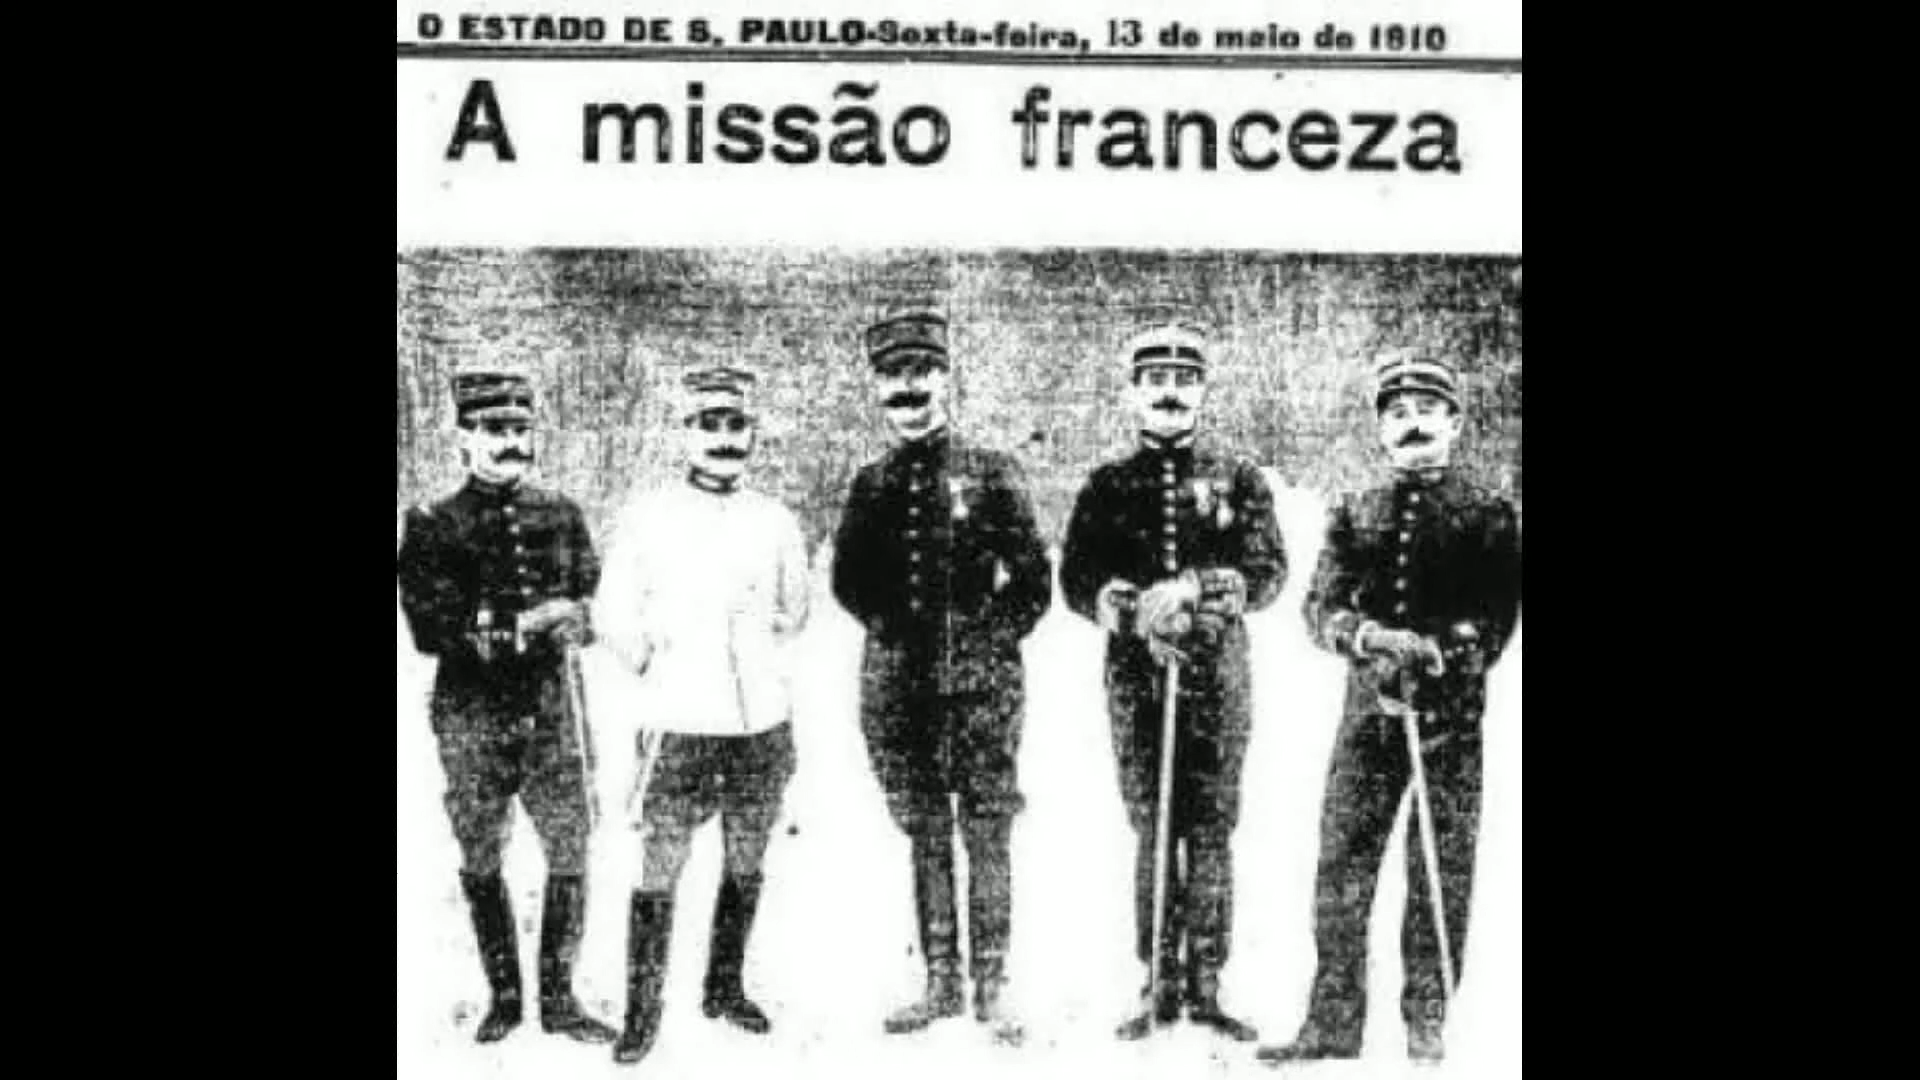 O ESTADO DE S. PAULO-Sexta-feira, 13 de maio de 1910
A missão franceza